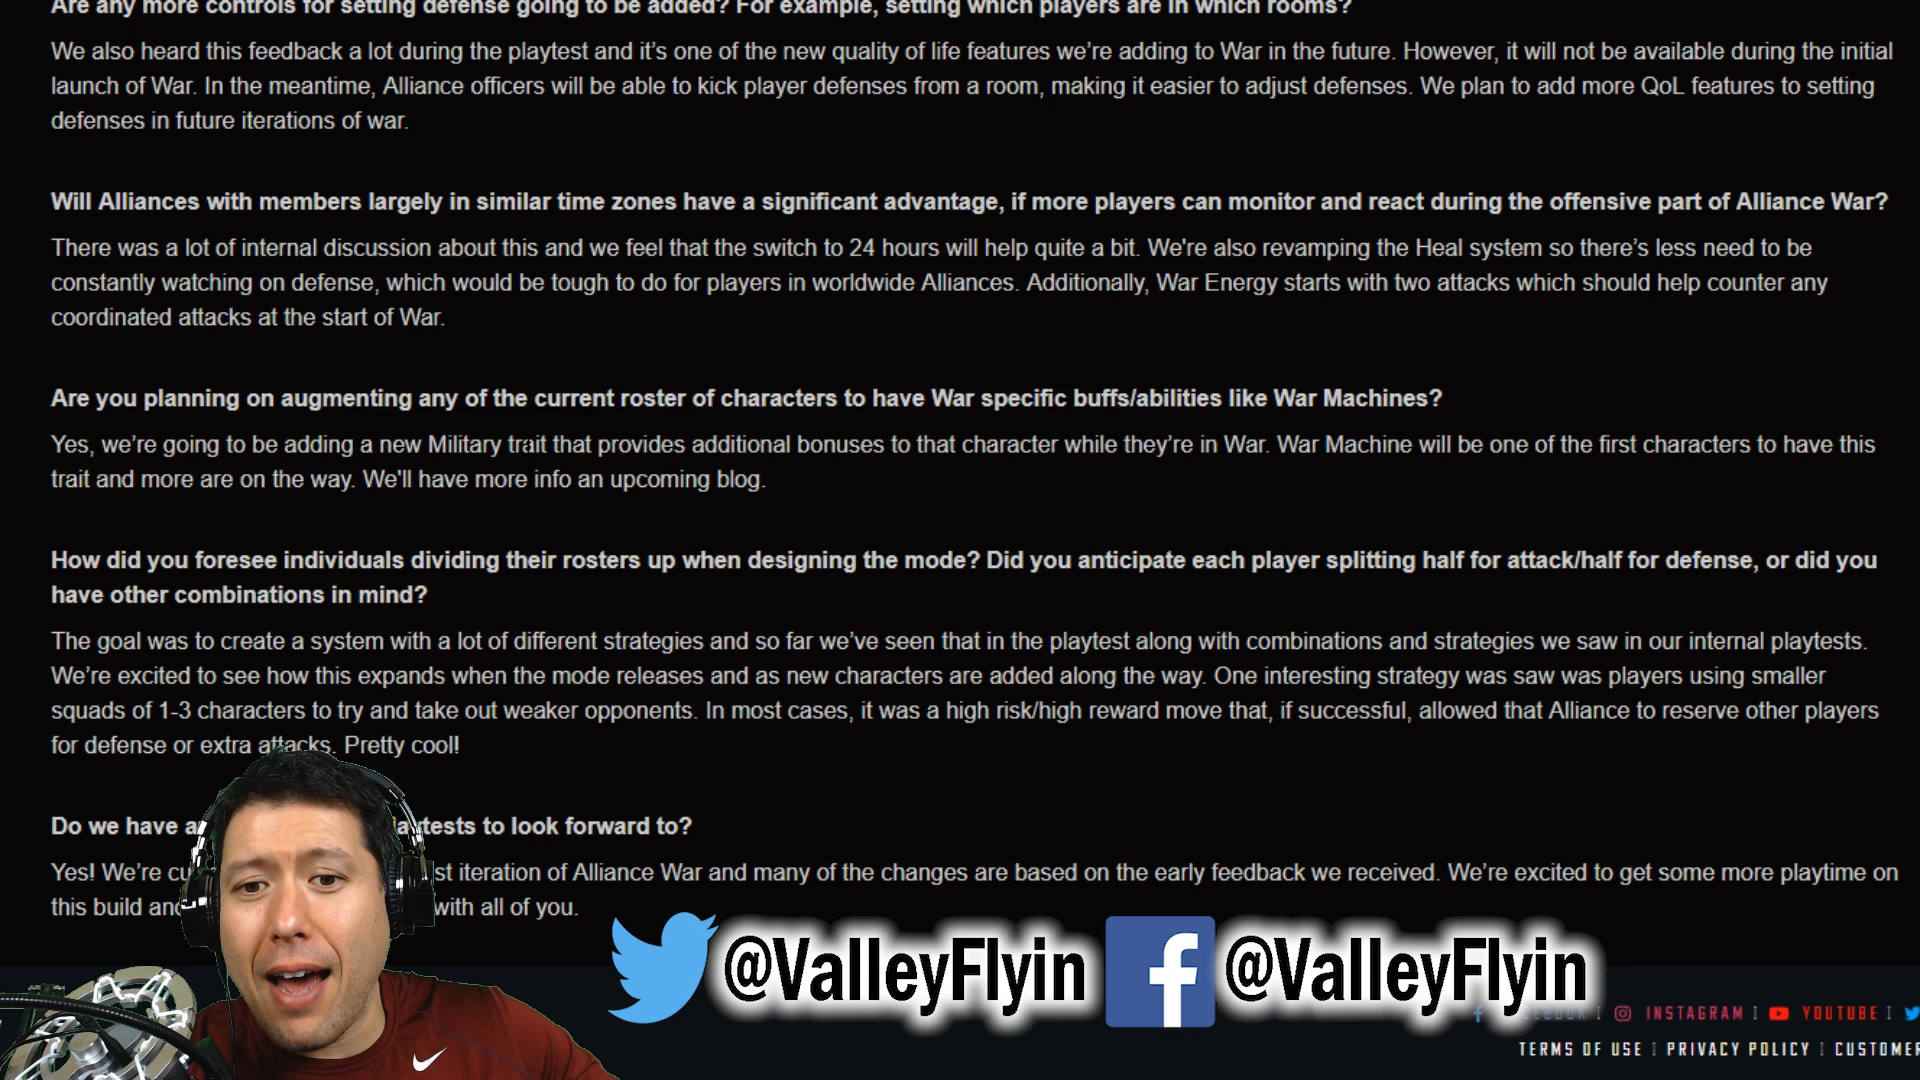 Are any more controls for setting defense going to be added? For example, setting which players are in which rooms?
We also heard this feedback a lot during the playtest and it’s one of the new quality of life features we’re adding to War in the future. However, it will not be available during the initial
launch of War. In the meantime, Alliance officers will be able to kick player defenses from a room, making it easier to adjust defenses. We plan to add more QoL features to setting
defenses in future iterations of war.
Will Alliances with members largely in similar time zones have a significant advantage, if more players can monitor and react during the offensive part of Alliance War?
There was a lot of internal discussion about this and we feel that the switch to 24 hours will help quite a bit. We're also revamping the Heal system so there’s less need to be
constantly watching on defense, which would be tough to do for players in worldwide Alliances. Additionally, War Energy starts with two attacks which should help counter any
coordinated attacks at the start of War.
Are you planning on augmenting any of the current roster of characters to have War specific buffs/abilities like War Machines?
Yes, we’re going to be adding a new Military trait that provides additional bonuses to that character while they’re in War. War Machine will be one of the first characters to have this
trait and more are on the way. We'll have more info an upcoming blog.
How did you foresee individuals dividing their rosters up when designing the mode? Did you anticipate each player splitting half for attack/half for defense, or did you
have other combinations in mind?
The goal was to create a system with a lot of different strategies and so far we’ve seen that in the playtest along with combinations and strategies we saw in our internal playtests.
We’re excited to see how this expands when the mode releases and as new characters are added along the way. One interesting strategy was saw was players using smaller
squads of 1-3 characters to try and take out weaker opponents. In most cases, it was a high risk/high reward move that, if successful, allowed that Alliance to reserve other players
for defense or extra attacks. Pretty cool!
Do we have to look forward to?
Yes! We’re iteration of Alliance War and many of the changes are based on the early feedback we received. We’re excited to get some more playtime on
this build with all of you.
@ValleyFlyin @ValleyFlyin
INSTAGRAM I YOUTUBE I
TERMS OF USE I PRIVACY POLICY I CUSTOMER